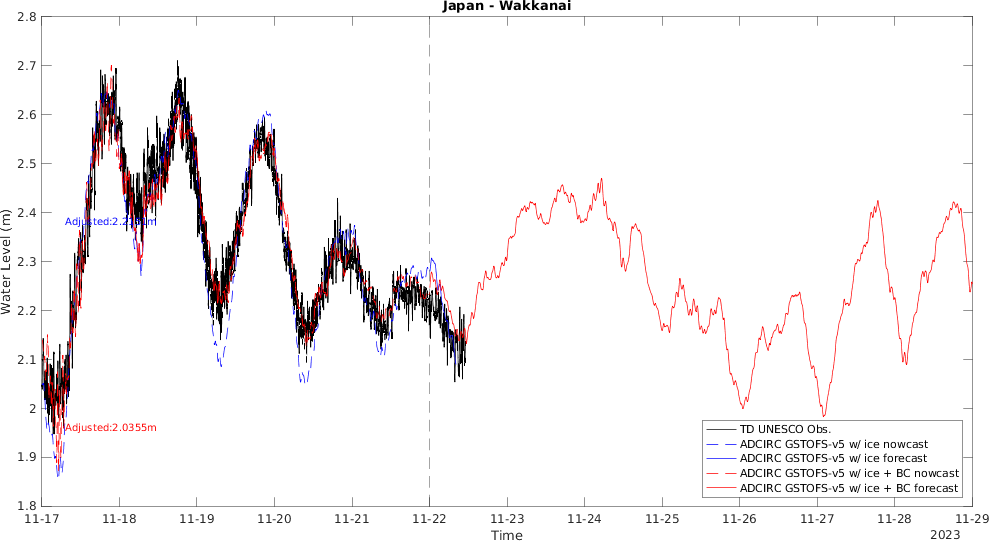 Japan - Wakkanai
2.8
2.7
2.6
2.5
2.4
2.3
2.2
2.1
2
1.9
1.8
Water Level (m)
Adjusted:2.2
Adjusted:2.0355m
TD UNESCO Obs.
ADCIRC GSTOFS-v5 w/ ice nowcast
ADCIRC GSTOFS-v5 w/ ice forecast
ADCIRC GSTOFS-v5 w/ ice + BC nowcast
ADCIRC GSTOFS-v5 w/ ice + BC forecast
11-17 11-18 11-19 11-20 11-21 11-22 11-23 11-24 11-25 11-26 11-27 11-28 11-29
Time
2023